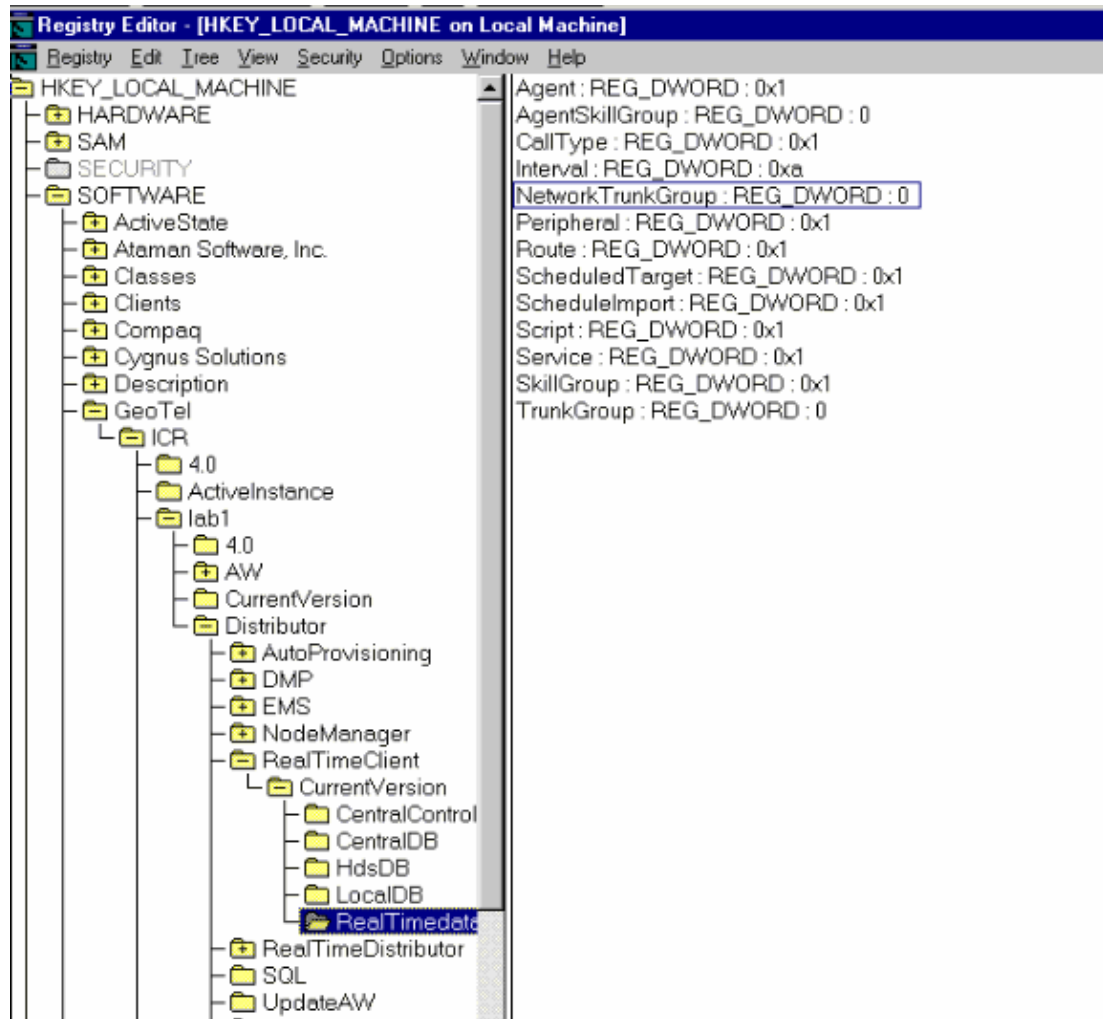 Registry Editor - [HKEY_LOCAL_MACHINE on Local Machine]
Registry Edit Tree View Security Options Window Help
HKEY_LOCAL_MACHINE
HARDWARE
SAM
SECURITY
SOFTWARE
ActiveState
Ataman Software, Inc.
Classes
Clients
Compaq
Cygnus Solutions
Description
GeoTel
ICR
4.0
ActiveInstance
lab1
4.0
AW
CurrentVersion
Distributor
AutoProvisioning
DMP
EMS
NodeManager
RealTimeClient
CurrentVersion
CentralControl
CentralDB
HdsDB
LocalDB
RealTimedata
RealTimeDistributor
SQL
UpdateAW
Agent : REG_DWORD : 0x1
AgentSkillGroup : REG_DWORD : 0
CallType : REG_DWORD : 0x1
Interval : REG_DWORD : 0xa
NetworkTrunkGroup : REG_DWORD : 0
Peripheral : REG_DWORD : 0x1
Route : REG_DWORD : 0x1
ScheduledTarget : REG_DWORD : 0x1
ScheduleImport : REG_DWORD : 0x1
Script : REG_DWORD : 0x1
Service : REG_DWORD : 0x1
SkillGroup : REG_DWORD : 0x1
TrunkGroup : REG_DWORD : 0